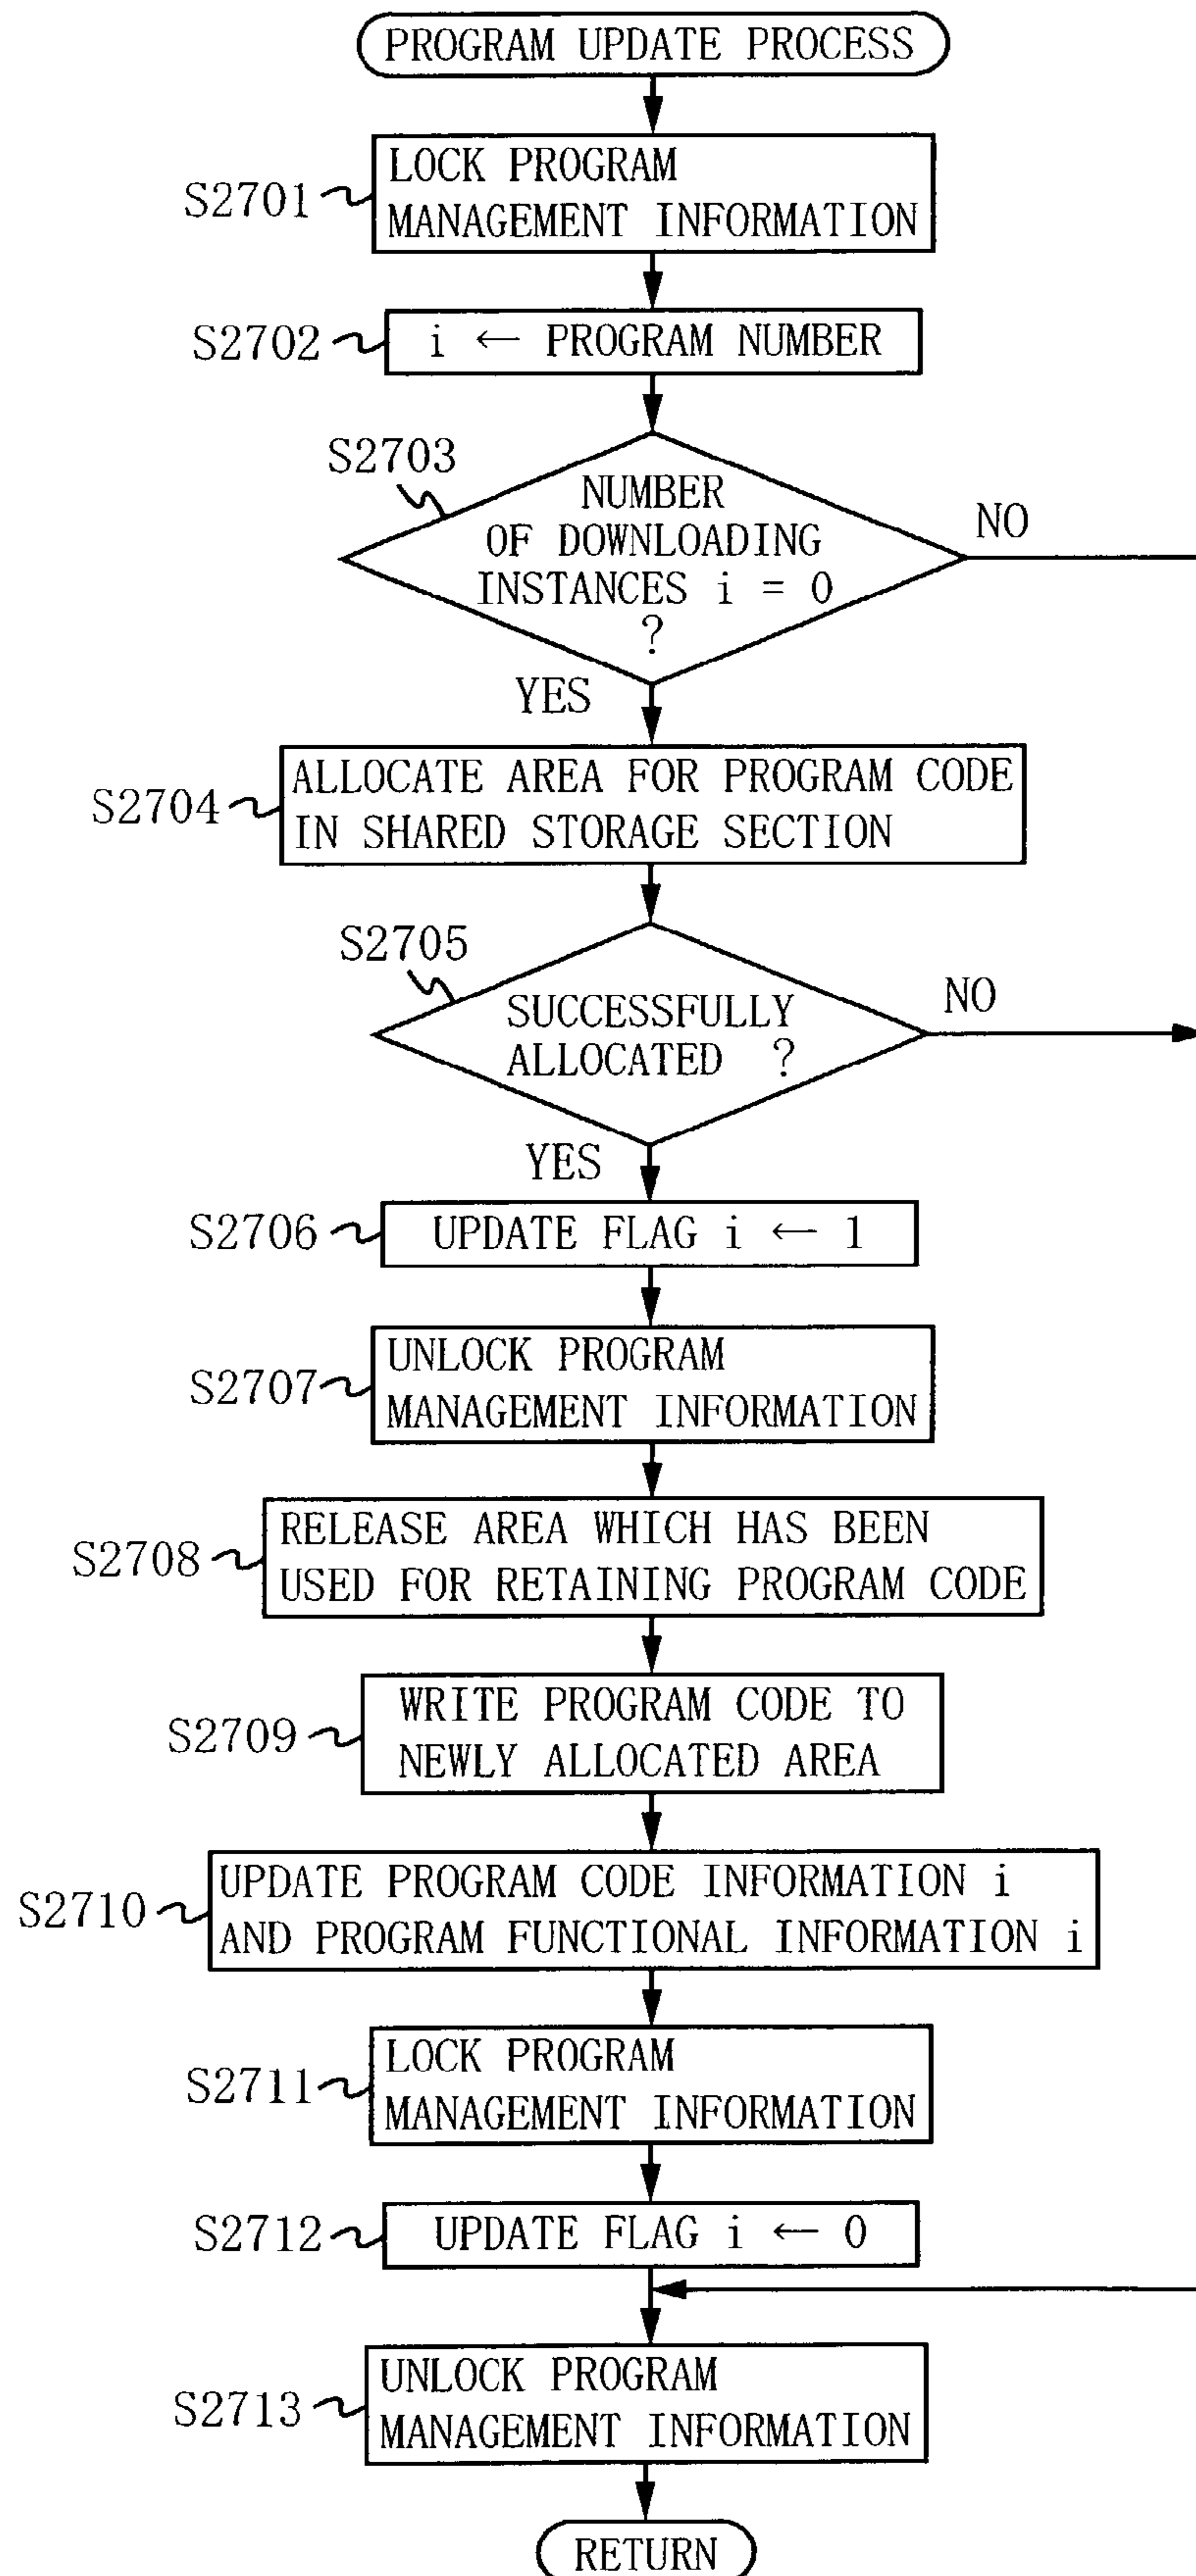 PROGRAM UPDATE PROCESS
S2701
LOCK PROGRAM
MANAGEMENT INFORMATION
S2702
i ← PROGRAM NUMBER
S2703
NUMBER
OF DOWNLOADING
INSTANCES i = 0
?
NO
YES
S2704
ALLOCATE AREA FOR PROGRAM CODE
IN SHARED STORAGE SECTION
S2705
SUCCESSFULLY
ALLOCATED ?
NO
YES
S2706
UPDATE FLAG i ← 1
S2707
UNLOCK PROGRAM
MANAGEMENT INFORMATION
S2708
RELEASE AREA WHICH HAS BEEN
USED FOR RETAINING PROGRAM CODE
S2709
WRITE PROGRAM CODE TO
NEWLY ALLOCATED AREA
S2710
UPDATE PROGRAM CODE INFORMATION i
AND PROGRAM FUNCTIONAL INFORMATION i
S2711
LOCK PROGRAM
MANAGEMENT INFORMATION
S2712
UPDATE FLAG i ← 0
S2713
UNLOCK PROGRAM
MANAGEMENT INFORMATION
RETURN